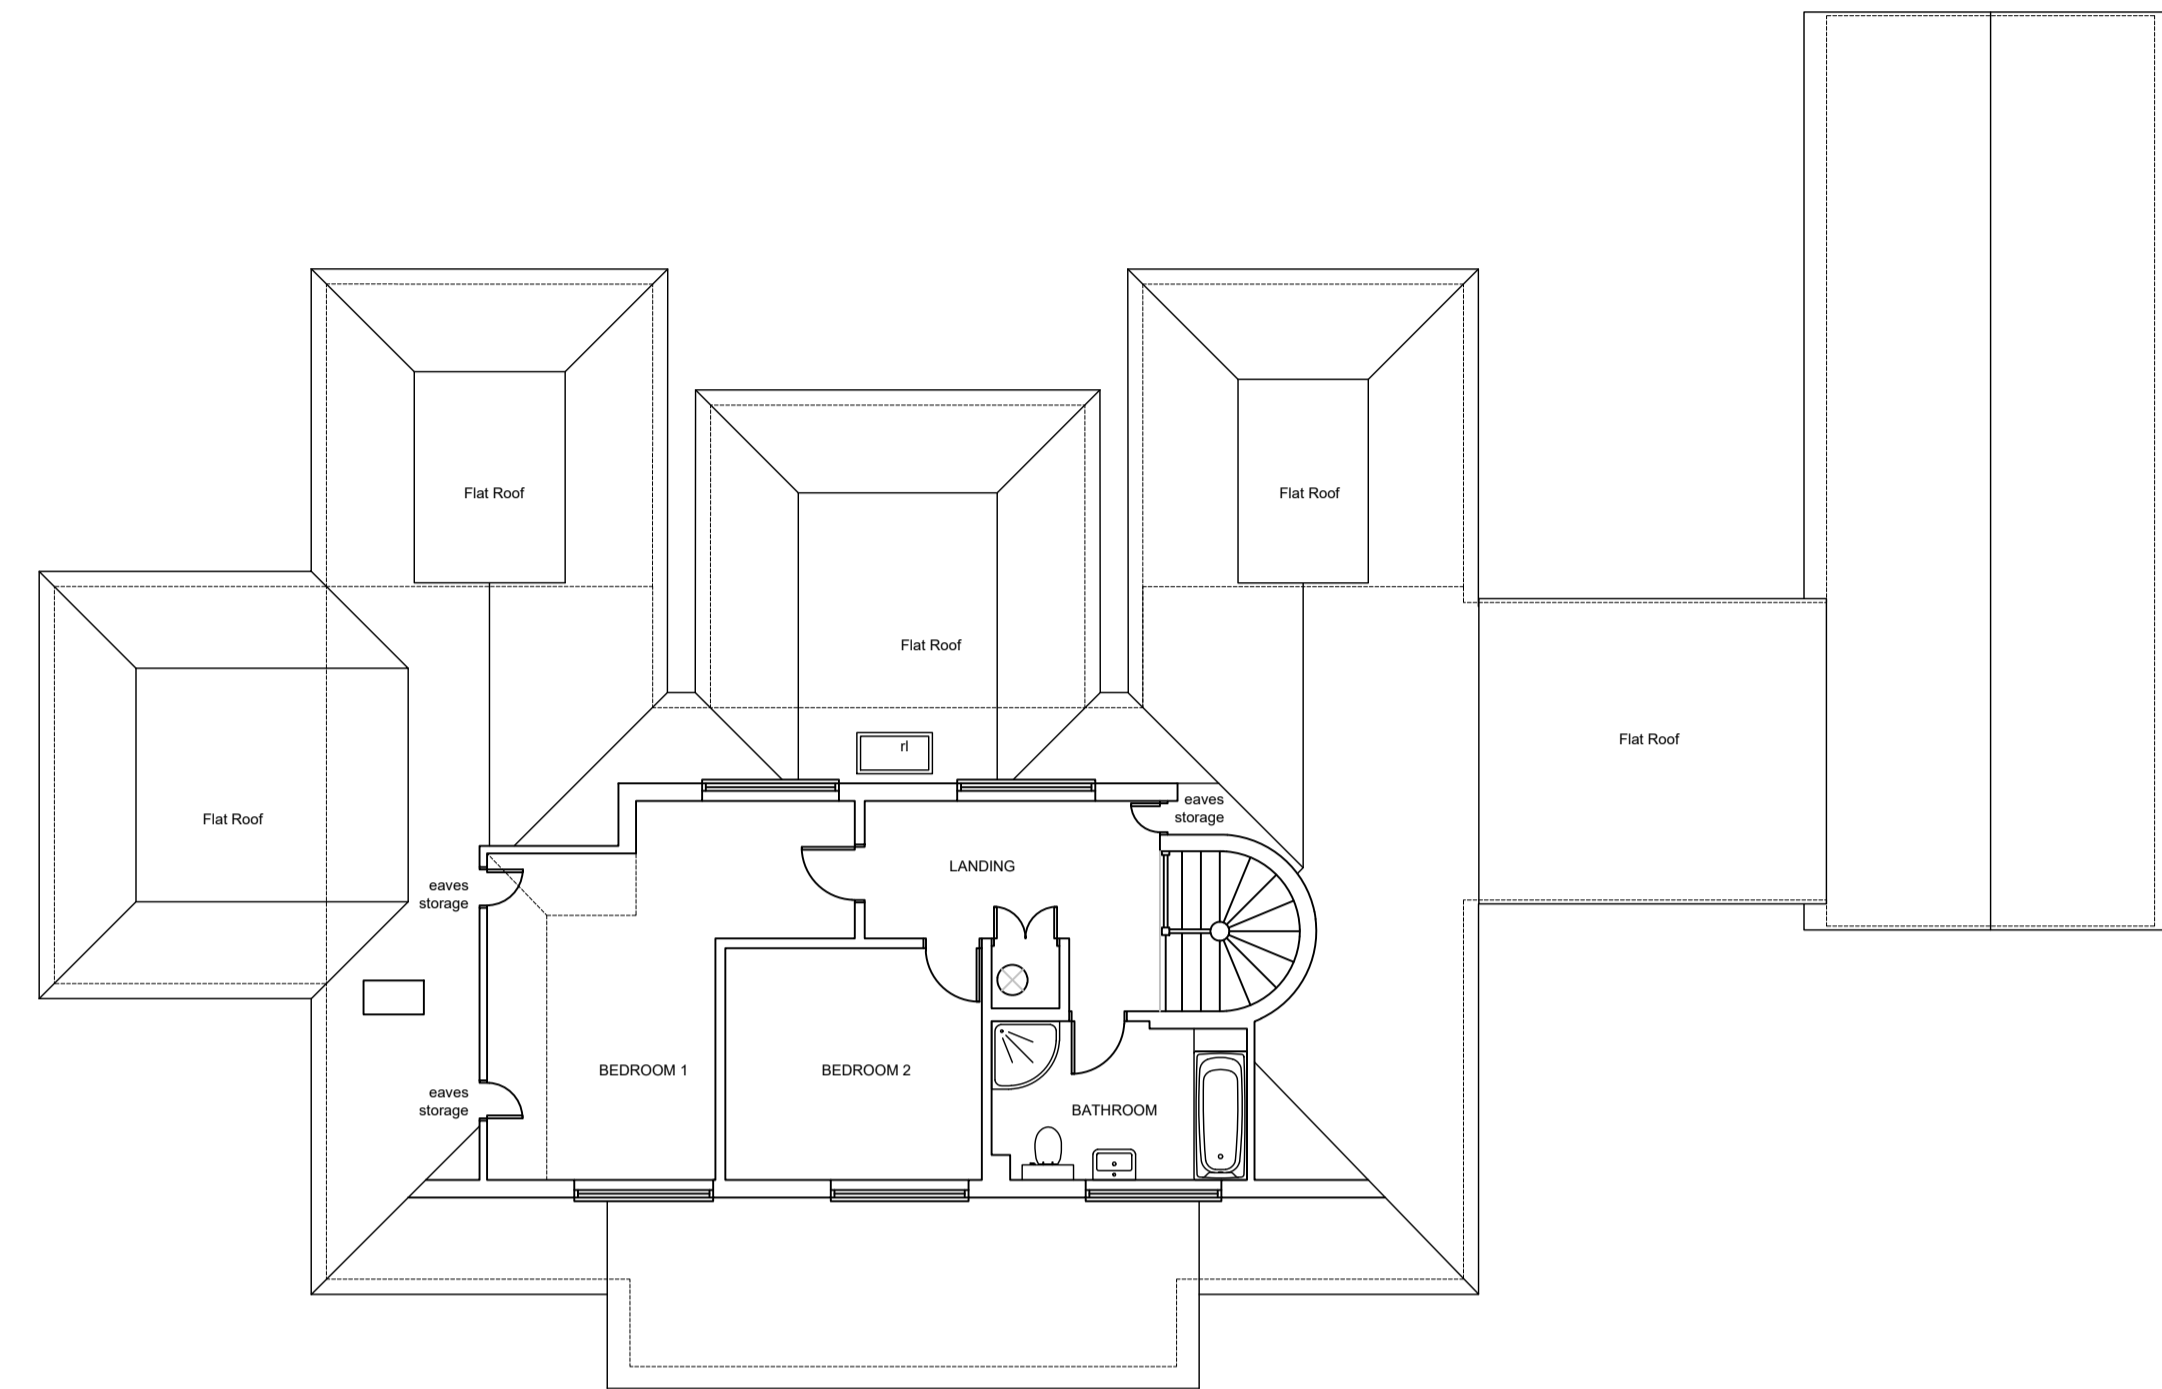 Flat Roof
Flat Roof
Flat Roof
Flat Roof
rl
Flat Roof
eaves
storage
LANDING
eaves
storage
BEDROOM 1
BEDROOM 2
eaves
storage
BATHROOM